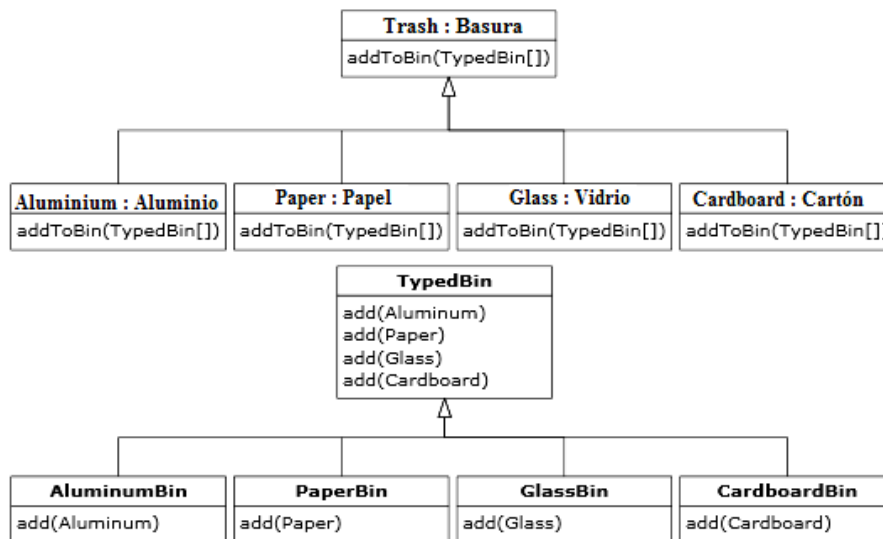 Trash : Basura
addToBin(TypedBin[])
Aluminium : Aluminio
addToBin(TypedBin[])
Paper : Papel
addToBin(TypedBin[])
Glass : Vidrio
addToBin(TypedBin[])
Cardboard : Cartón
addToBin(TypedBin[])
TypedBin
add(Aluminum)
add(Paper)
add(Glass)
add(Cardboard)
AluminumBin
add(Aluminum)
PaperBin
add(Paper)
GlassBin
add(Glass)
CardboardBin
add(Cardboard)